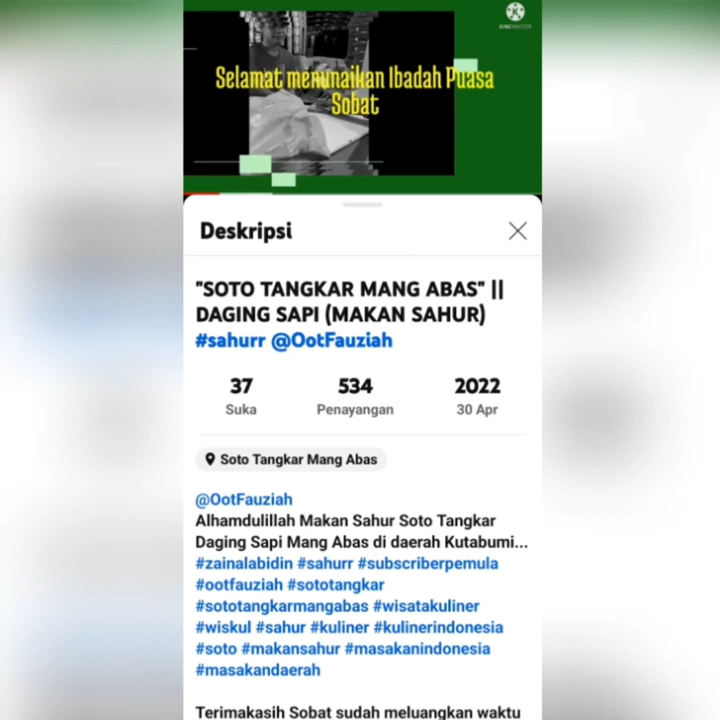 KINEMASTER
Selamat menunaikan Ibadah Puasa
Sobat
Deskripsi
"SOTO TANGKAR MANG ABAS" ||
DAGING SAPI (MAKAN SAHUR)
#sahurr @OotFauziah
37 534 2022
Suka Penayangan 30 Apr
Soto Tangkar Mang Abas
@OotFauziah
Alhamdulillah Makan Sahur Soto Tangkar
Daging Sapi Mang Abas di daerah Kutabumi...
#zainalabidin #sahurr #subscriberpemula
#ootfauziah #sototangkar
#sototangkarmangabas #wisatakuliner
#wiskul #sahur #kuliner #kulinerindonesia
#soto #makansahur #masakanindonesia
#masakandaerah
Terimakasih Sobat sudah meluangkan waktu